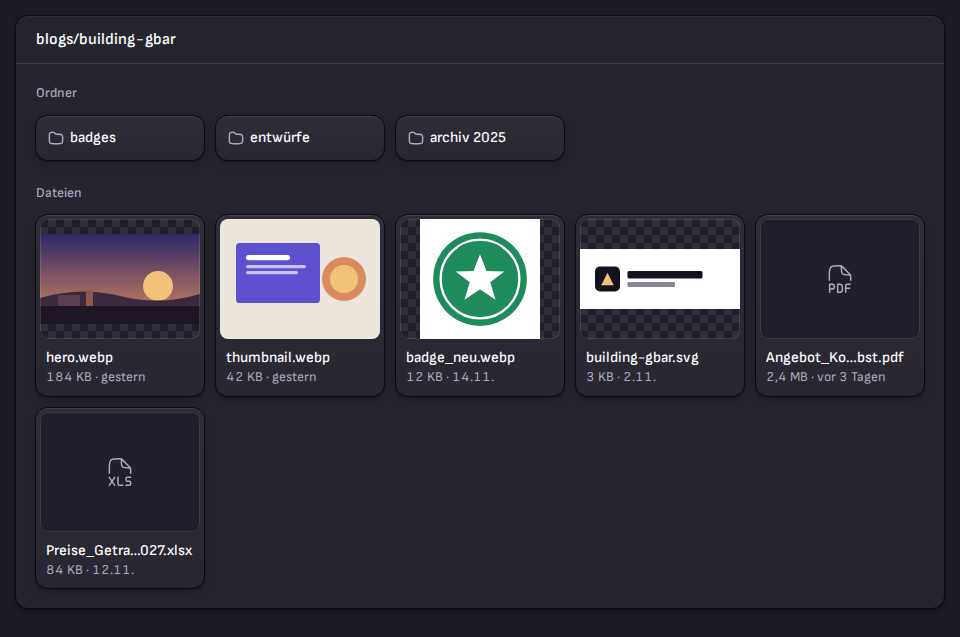 blogs/building-gbar
Ordner
badges
entwürfe
archiv 2025
Dateien
hero.webp
184 KB · gestern
thumbnail.webp
42 KB · gestern
badge_neu.webp
12 KB · 14.11.
building-gbar.svg
3 KB · 2.11.
PDF
Angebot_Ko…bst.pdf
2,4 MB · vor 3 Tagen
XLS
Preise_Getra…027.xlsx
84 KB · 12.11.